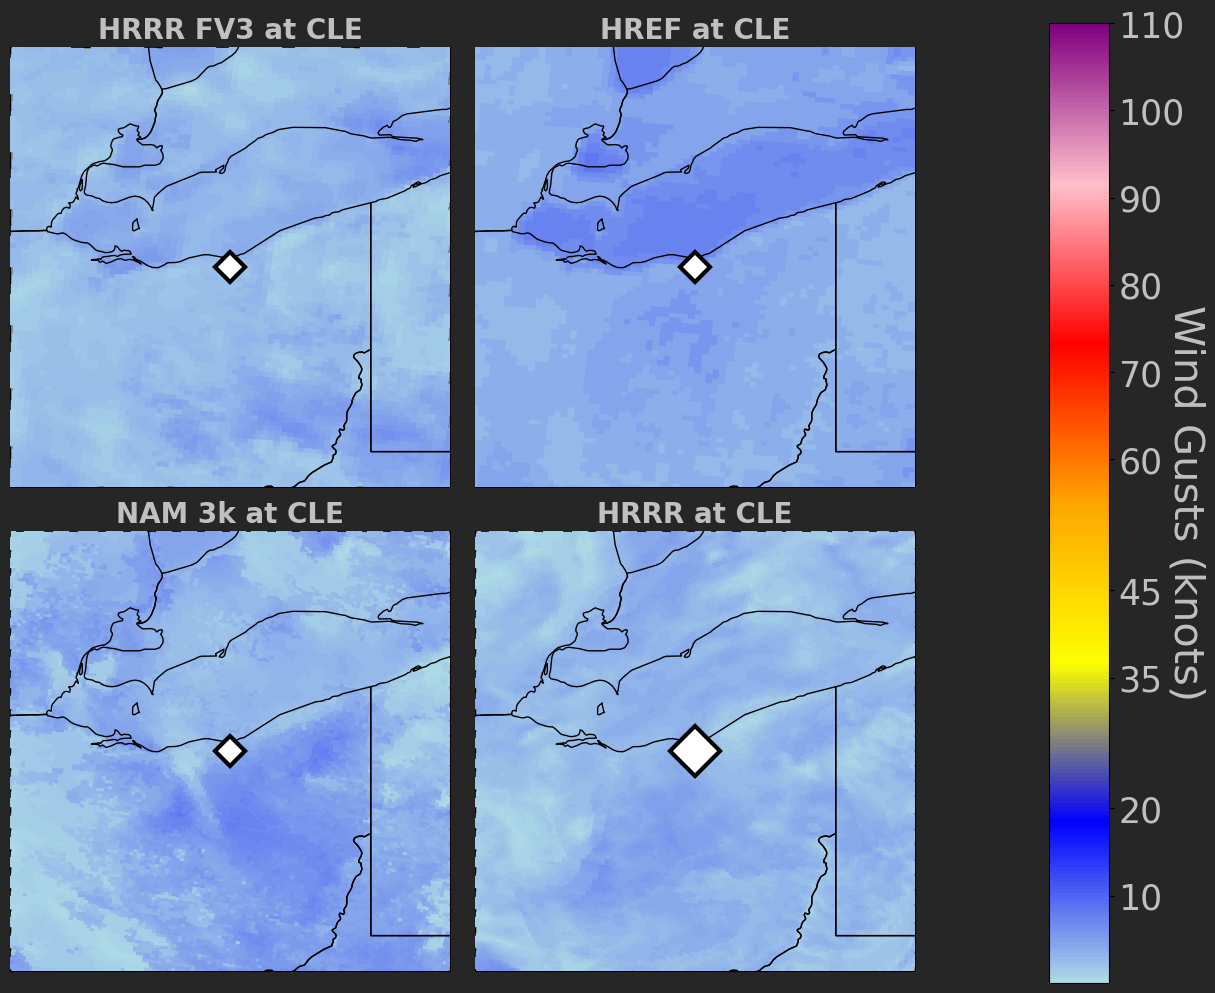 HRRR FV3 at CLE
HREF at CLE
NAM 3k at CLE
HRRR at CLE
110
100
90
80
70
60
45
35
20
10
Wind Gusts (knots)